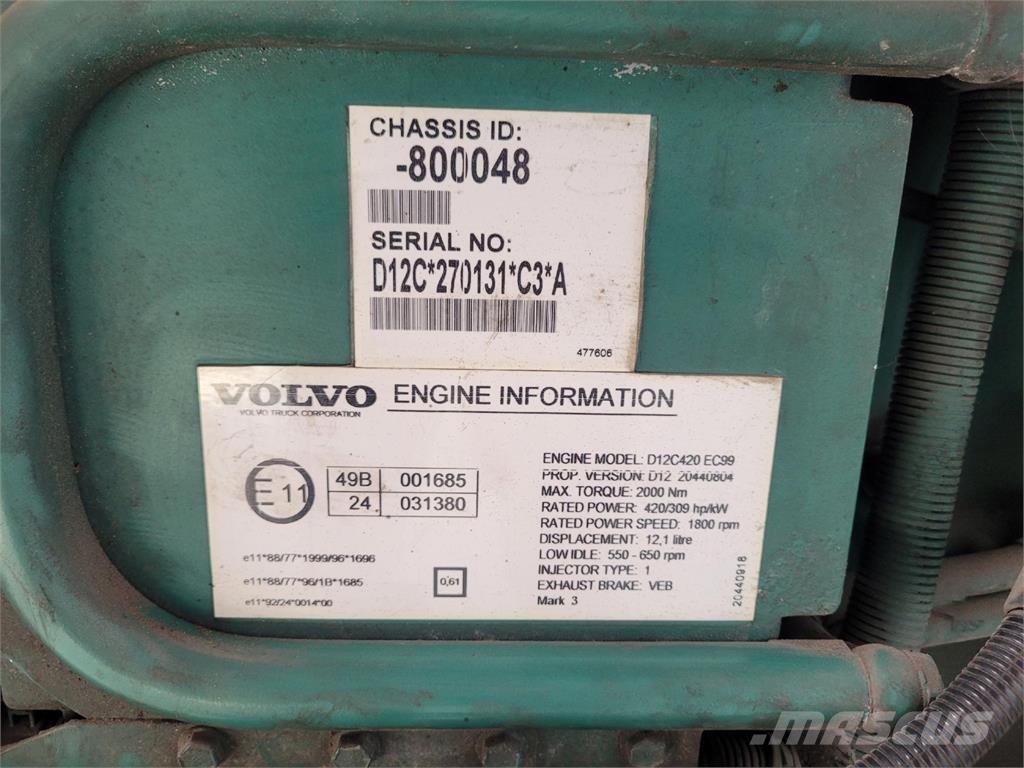 CHASSIS ID:
-800048
SERIAL NO:
D12C*270131*C3*A
477606
VOLVO ENGINE INFORMATION
VOLVO TRUCK CORPORATION
E 11
49B 001685
24 031380
e11*88/77*1999/96*1696
e11*88/77*96/1B*1685
e11*92/24*0014*00
0,61
ENGINE MODEL: D12C420 EC99
PROP. VERSION: D12 20440804
MAX. TORQUE: 2000 Nm
RATED POWER: 420/309 hp/kW
RATED POWER SPEED: 1800 rpm
DISPLACEMENT: 12,1 litre
LOW IDLE: 550 - 650 rpm
INJECTOR TYPE: 1
EXHAUST BRAKE: VEB
Mark 3
20440918
MASCUS